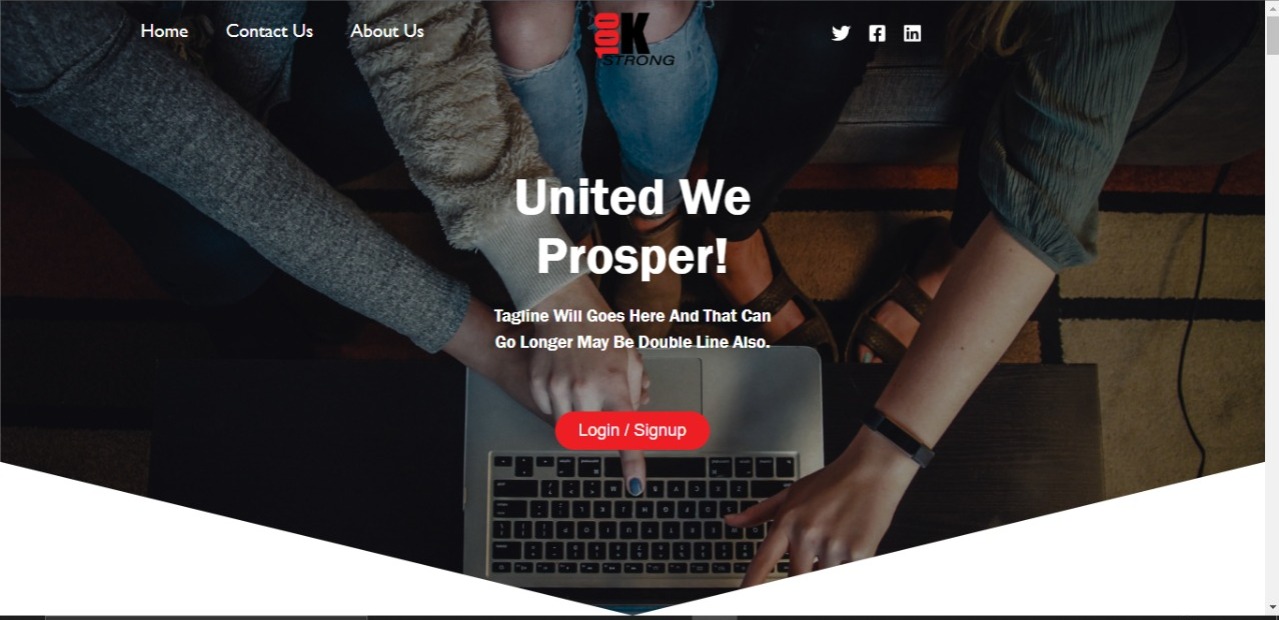 Home Contact Us About Us
100K
STRONG
United We
Prosper!
Tagline Will Goes Here And That Can
Go Longer May Be Double Line Also.
Login / Signup